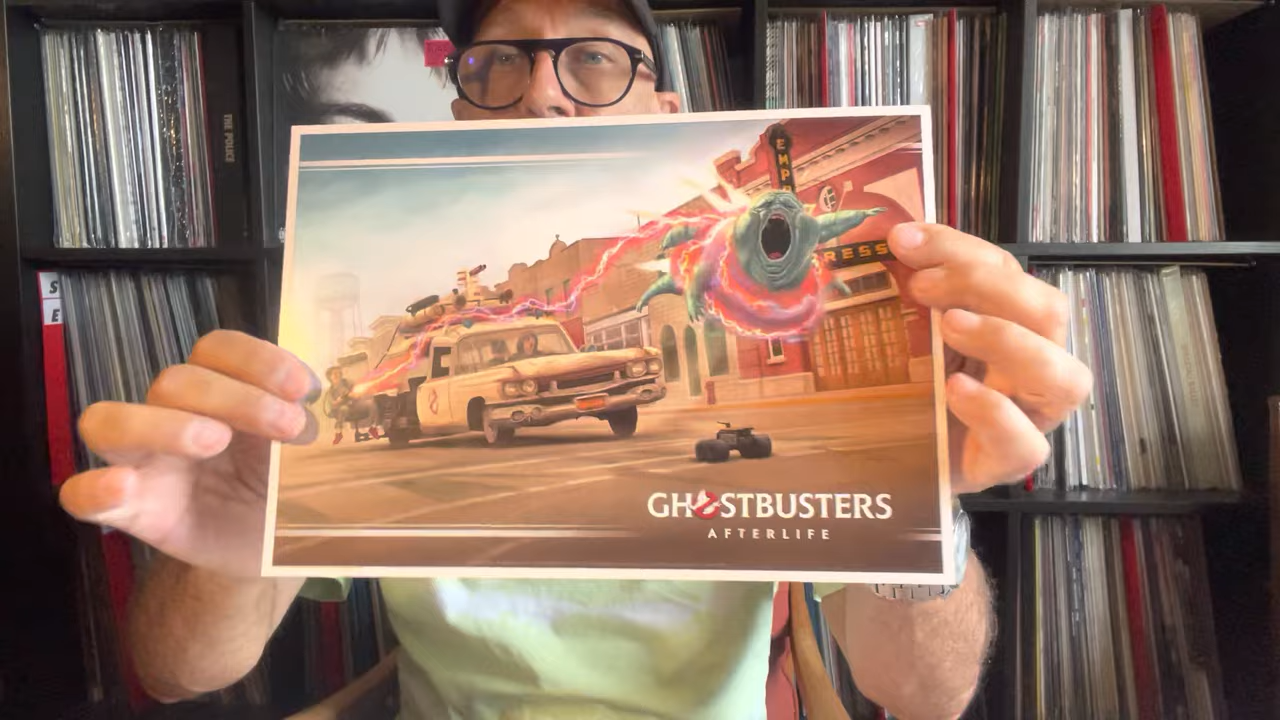 THE POLICE
S
E
EMP
RESS
GHOSTBUSTERS
AFTERLIFE